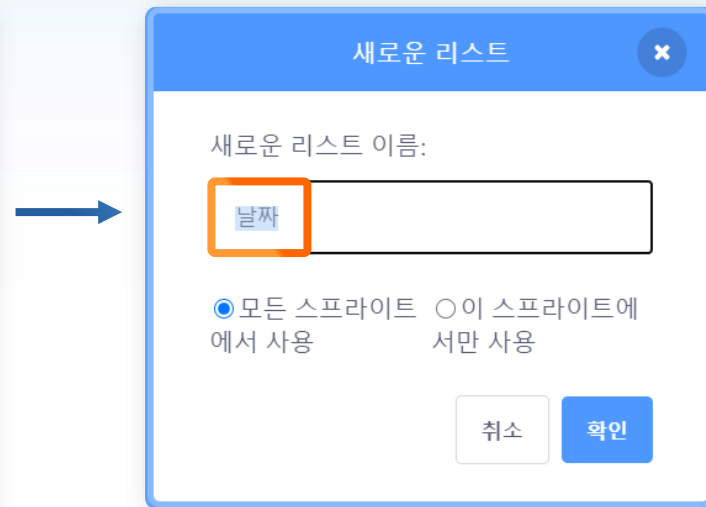 새로운 리스트
새로운 리스트 이름:
날짜
모든 스프라이트 이 스프라이트에
에서 사용 서만 사용
취소 확인